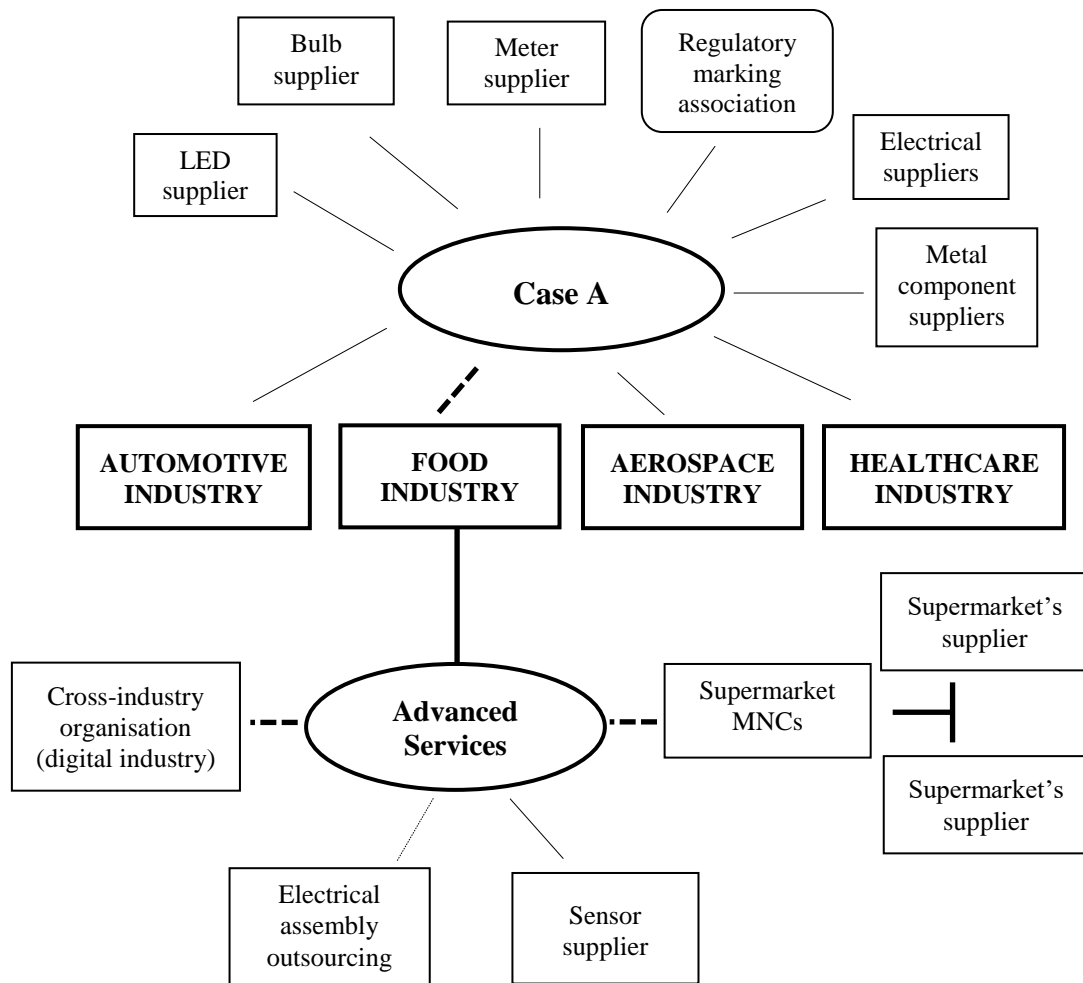 Bulb
supplier
Meter
supplier
Regulatory
marking
association
LED
supplier
Electrical
suppliers
Case A
Metal
component
suppliers
AUTOMOTIVE
INDUSTRY
FOOD
INDUSTRY
AEROSPACE
INDUSTRY
HEALTHCARE
INDUSTRY
Supermarket’s
supplier
Cross-industry
organisation
(digital industry)
Advanced
Services
Supermarket
MNCs
Supermarket’s
supplier
Electrical
assembly
outsourcing
Sensor
supplier